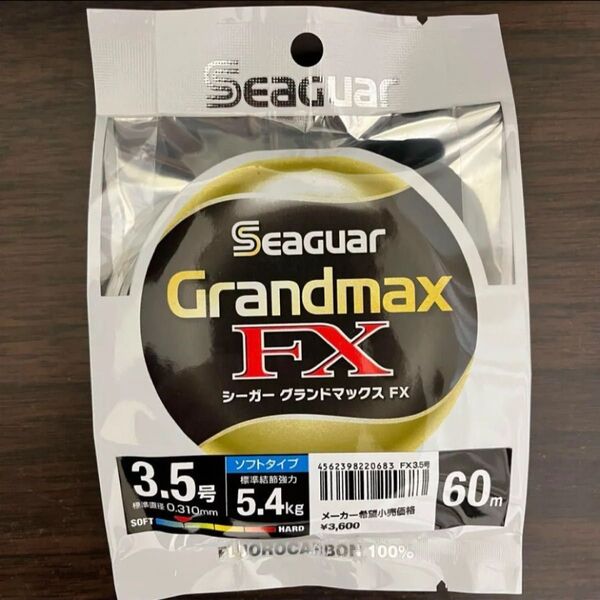 Seaguar
Seaguar
Grandmax
FX
シーガー グランドマックス FX
3.5号
標準直径 0.310mm
SOFT HARD
ソフトタイプ
標準結節強力
5.4kg
4562398220683 FX3.5号
メーカー希望小売価格
¥3,600
60m
FLUOROCARBON 100%